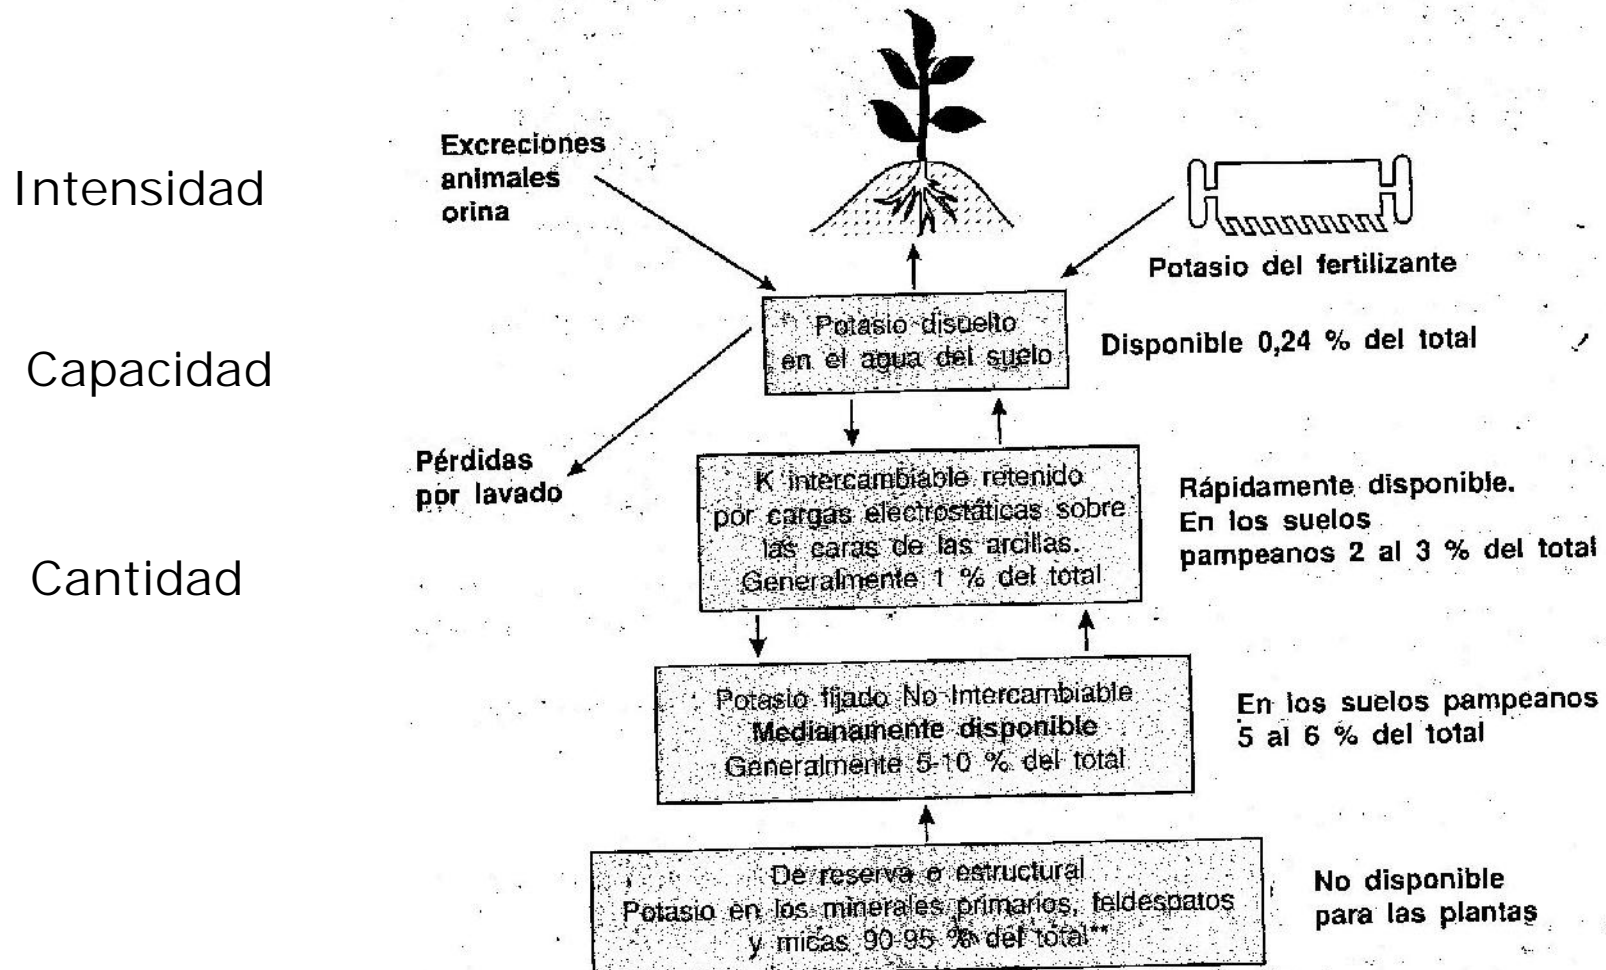 Intensidad
Capacidad
Cantidad
Excreciones
animales
orina
Potasio del fertilizante
Potasio disuelto
en el agua del suelo
Disponible 0,24 % del total
Pérdidas
por lavado
K intercambiable retenido
por cargas electrostáticas sobre
las caras de las arcillas.
Generalmente 1 % del total
Rápidamente disponible.
En los suelos
pampeanos 2 al 3 % del total
Potasio fijado No Intercambiable
Medianamente disponible
Generalmente 5-10 % del total
En los suelos pampeanos
5 al 6 % del total
De reserva o estructural
Potasio en los minerales primarios, feldespatos
y micas 90-95 % del total**
No disponible
para las plantas